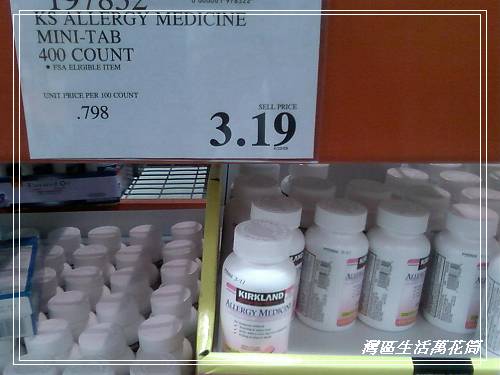 197832
KS ALLERGY MEDICINE
MINI-TAB
400 COUNT
* FSA ELIGIBLE ITEM
UNIT PRICE PER 100 COUNT
.798
SELL PRICE
3.19
KIRKLAND
ALLERGY MEDICINE
灣區生活萬花筒